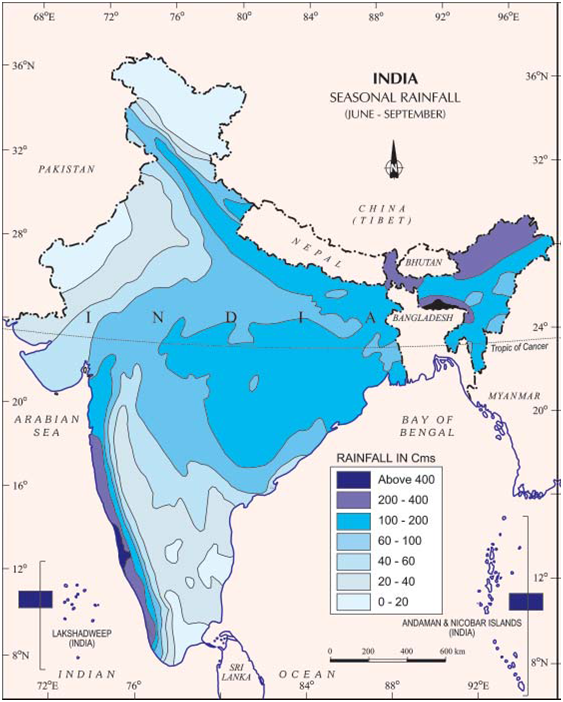 68°E
72°
76°
80°
84°
88°
92°
96°E
36°N
36°N
INDIA
SEASONAL RAINFALL
(JUNE - SEPTEMBER)
N
32°
32°
PAKISTAN
CHINA
(TIBET)
28°
28°
NEPAL
BHUTAN
INDIA
BANGLADESH
24°
24°
Tropic of Cancer
MYANMAR
20°
20°
ARABIAN
SEA
BAY OF
BENGAL
RAINFALL IN Cms
Above 400
200 - 400
100 - 200
60 - 100
40 - 60
20 - 40
0 - 20
16°
16°
12°
12°
LAKSHADWEEP
(INDIA)
ANDAMAN & NICOBAR ISLANDS
(INDIA)
8°N
8°N
SRI
LANKA
INDIAN OCEAN
0 200 400 600 km
72°E
76°
80°
84°
88°
92°E